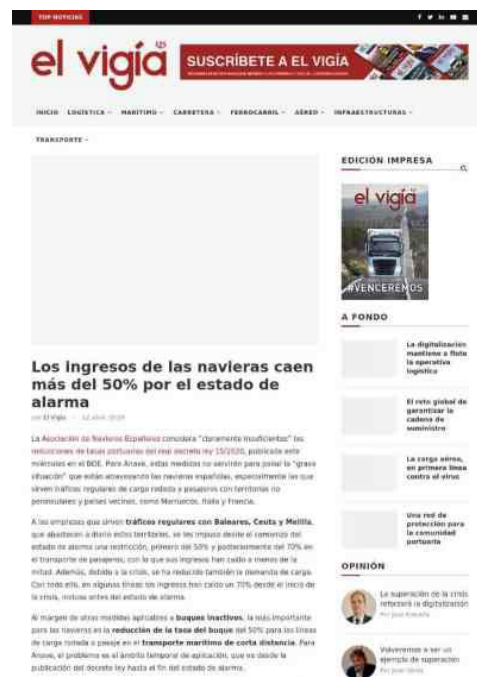 TOP NOTICIAS
el vigía
SUSCRÍBETE A EL VIGÍA
INICIO LOGÍSTICA MARÍTIMO CARRETERA FERROCARRIL AÉREO INFRAESTRUCTURAS
TRANSPORTE
EDICIÓN IMPRESA
el vigía
#VENCEREMOS
A FONDO
La digitalización
mantiene a flote
la operativa
logística
El reto global de
garantizar la
cadena de
suministro
La carga aérea,
en primera línea
contra el virus
Una red de
protección para
la comunidad
portuaria
OPINIÓN
La superación de la crisis
reforzará la digitalización
Volveremos a ser un
ejemplo de superación
Los ingresos de las navieras caen
más del 50% por el estado de
alarma
por El Vigía
La Asociación de Navieros Españoles considera "claramente insuficientes" las
reducciones de tasas portuarias del real decreto ley 15/2020, publicada este
miércoles en el BOE. Para Anave, estas medidas no servirán para paliar la "grave
situación" que están atravesando las navieras españolas, especialmente las que
sirven tráficos regulares de carga rodada y pasajeros con territorios no
peninsulares y países vecinos, como Marruecos, Italia y Francia.
A las empresas que sirven tráficos regulares con Baleares, Ceuta y Melilla,
que abastecen a diario estos territorios, se les impuso desde el comienzo del
estado de alarma una restricción, primero del 50% y posteriormente del 70% en
el transporte de pasajeros, con lo que sus ingresos han caído a menos de la
mitad. Además, debido a la crisis, se ha reducido también la demanda de carga.
Con todo ello, en algunas líneas los ingresos han caído un 70% desde el inicio de
la crisis, incluso antes del estado de alarma.
Al margen de otras medidas aplicables a buques inactivos, la más importante
para las navieras es la reducción de la tasa del buque del 50% para las líneas
de carga rodada o pasaje en el transporte marítimo de corta distancia. Para
Anave, el problema es el ámbito temporal de aplicación, que va desde la
publicación del decreto ley hasta el fin del estado de alarma.